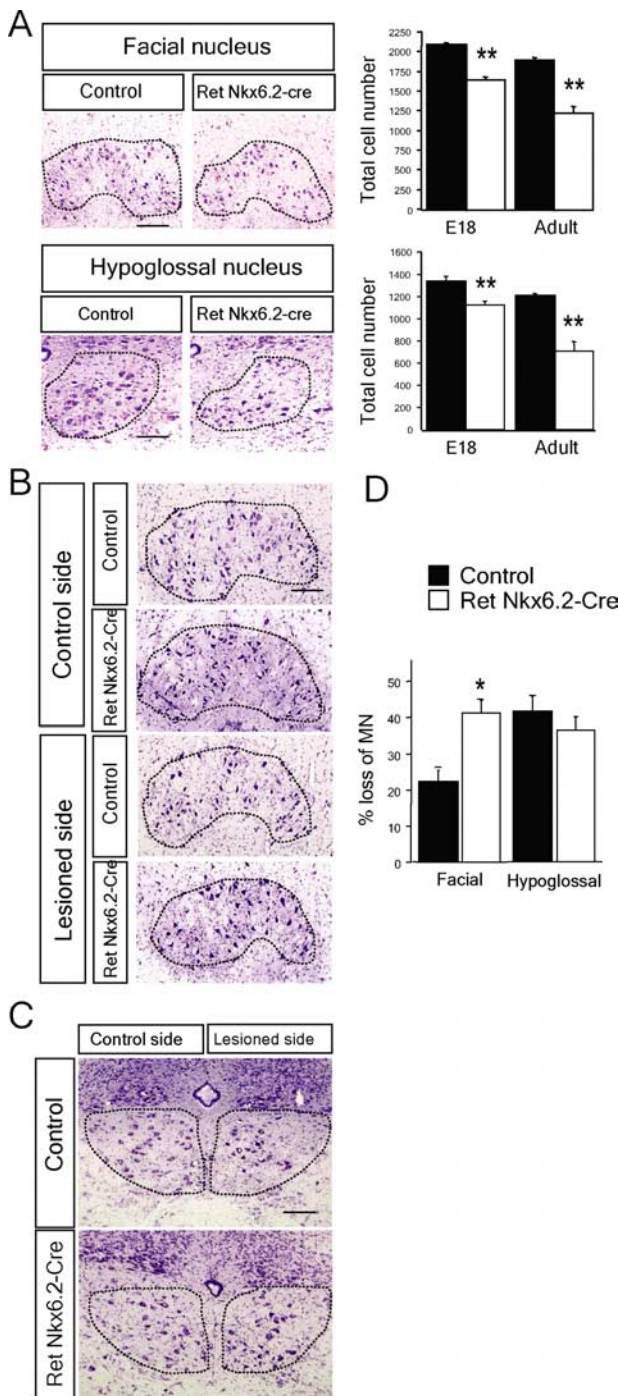 A
Facial nucleus
Control
Ret Nkx6.2-cre
Total cell number
2250
2000
1750
1500
1250
1000
750
500
250
0
**
**
E18
Adult
Hypoglossal nucleus
Control
Ret Nkx6.2-cre
Total cell number
1600
1400
1200
1000
800
600
400
200
0
**
**
E18
Adult
B
Control side
Control
Ret Nkx6.2-Cre
Lesioned side
Control
Ret Nkx6.2-Cre
D
Control
Ret Nkx6.2-Cre
% loss of MN
50
40
30
20
10
0
*
Facial
Hypoglossal
C
Control side
Lesioned side
Control
Ret Nkx6.2-Cre